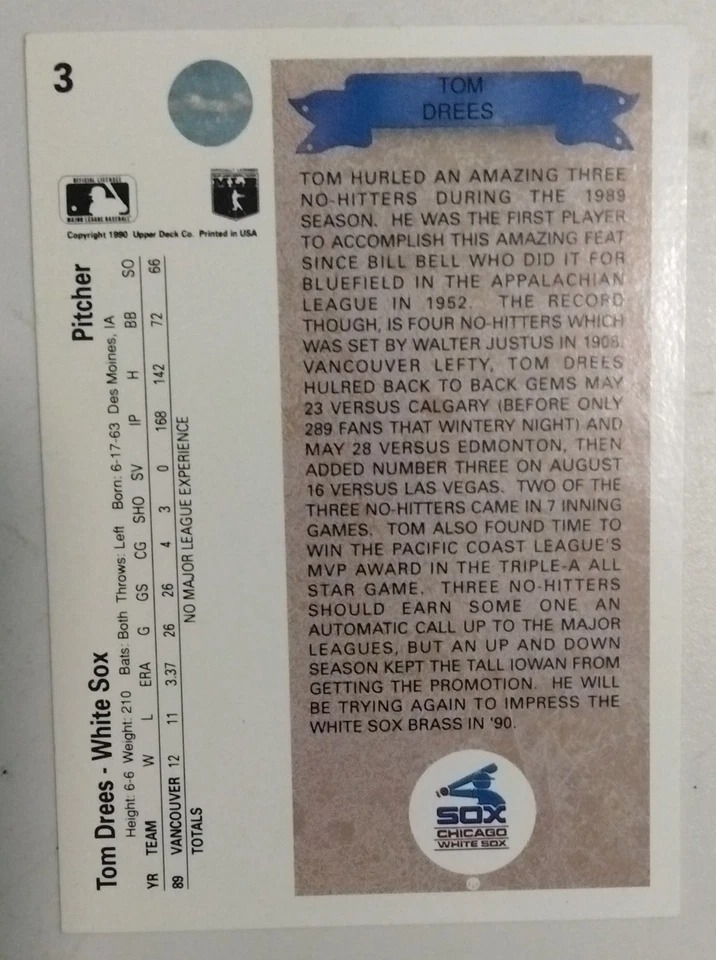 3
OFFICIAL LICENSEE
MAJOR LEAGUE BASEBALL
Copyright 1990 Upper Deck Co. Printed in USA
Tom Drees - White Sox Pitcher
Height: 6-6 Weight: 210 Bats: Both Throws: Left Born: 6-17-63 Des Moines, IA
YR TEAM W L ERA G GS CG SHO SV IP H BB SO
89 VANCOUVER 12 11 3.37 26 26 4 3 0 168 142 72 66
TOTALS NO MAJOR LEAGUE EXPERIENCE
TOM
DREES
TOM HURLED AN AMAZING THREE
NO-HITTERS DURING THE 1989
SEASON. HE WAS THE FIRST PLAYER
TO ACCOMPLISH THIS AMAZING FEAT
SINCE BILL BELL WHO DID IT FOR
BLUEFIELD IN THE APPALACHIAN
LEAGUE IN 1952. THE RECORD
THOUGH, IS FOUR NO-HITTERS WHICH
WAS SET BY WALTER JUSTUS IN 1908.
VANCOUVER LEFTY, TOM DREES
HULRED BACK TO BACK GEMS MAY
23 VERSUS CALGARY (BEFORE ONLY
289 FANS THAT WINTERY NIGHT) AND
MAY 28 VERSUS EDMONTON, THEN
ADDED NUMBER THREE ON AUGUST
16 VERSUS LAS VEGAS. TWO OF THE
THREE NO-HITTERS CAME IN 7 INNING
GAMES. TOM ALSO FOUND TIME TO
WIN THE PACIFIC COAST LEAGUE'S
MVP AWARD IN THE TRIPLE-A ALL
STAR GAME. THREE NO-HITTERS
SHOULD EARN SOME ONE AN
AUTOMATIC CALL UP TO THE MAJOR
LEAGUES, BUT AN UP AND DOWN
SEASON KEPT THE TALL IOWAN FROM
GETTING THE PROMOTION. HE WILL
BE TRYING AGAIN TO IMPRESS THE
WHITE SOX BRASS IN '90.
SOX
CHICAGO
WHITE SOX